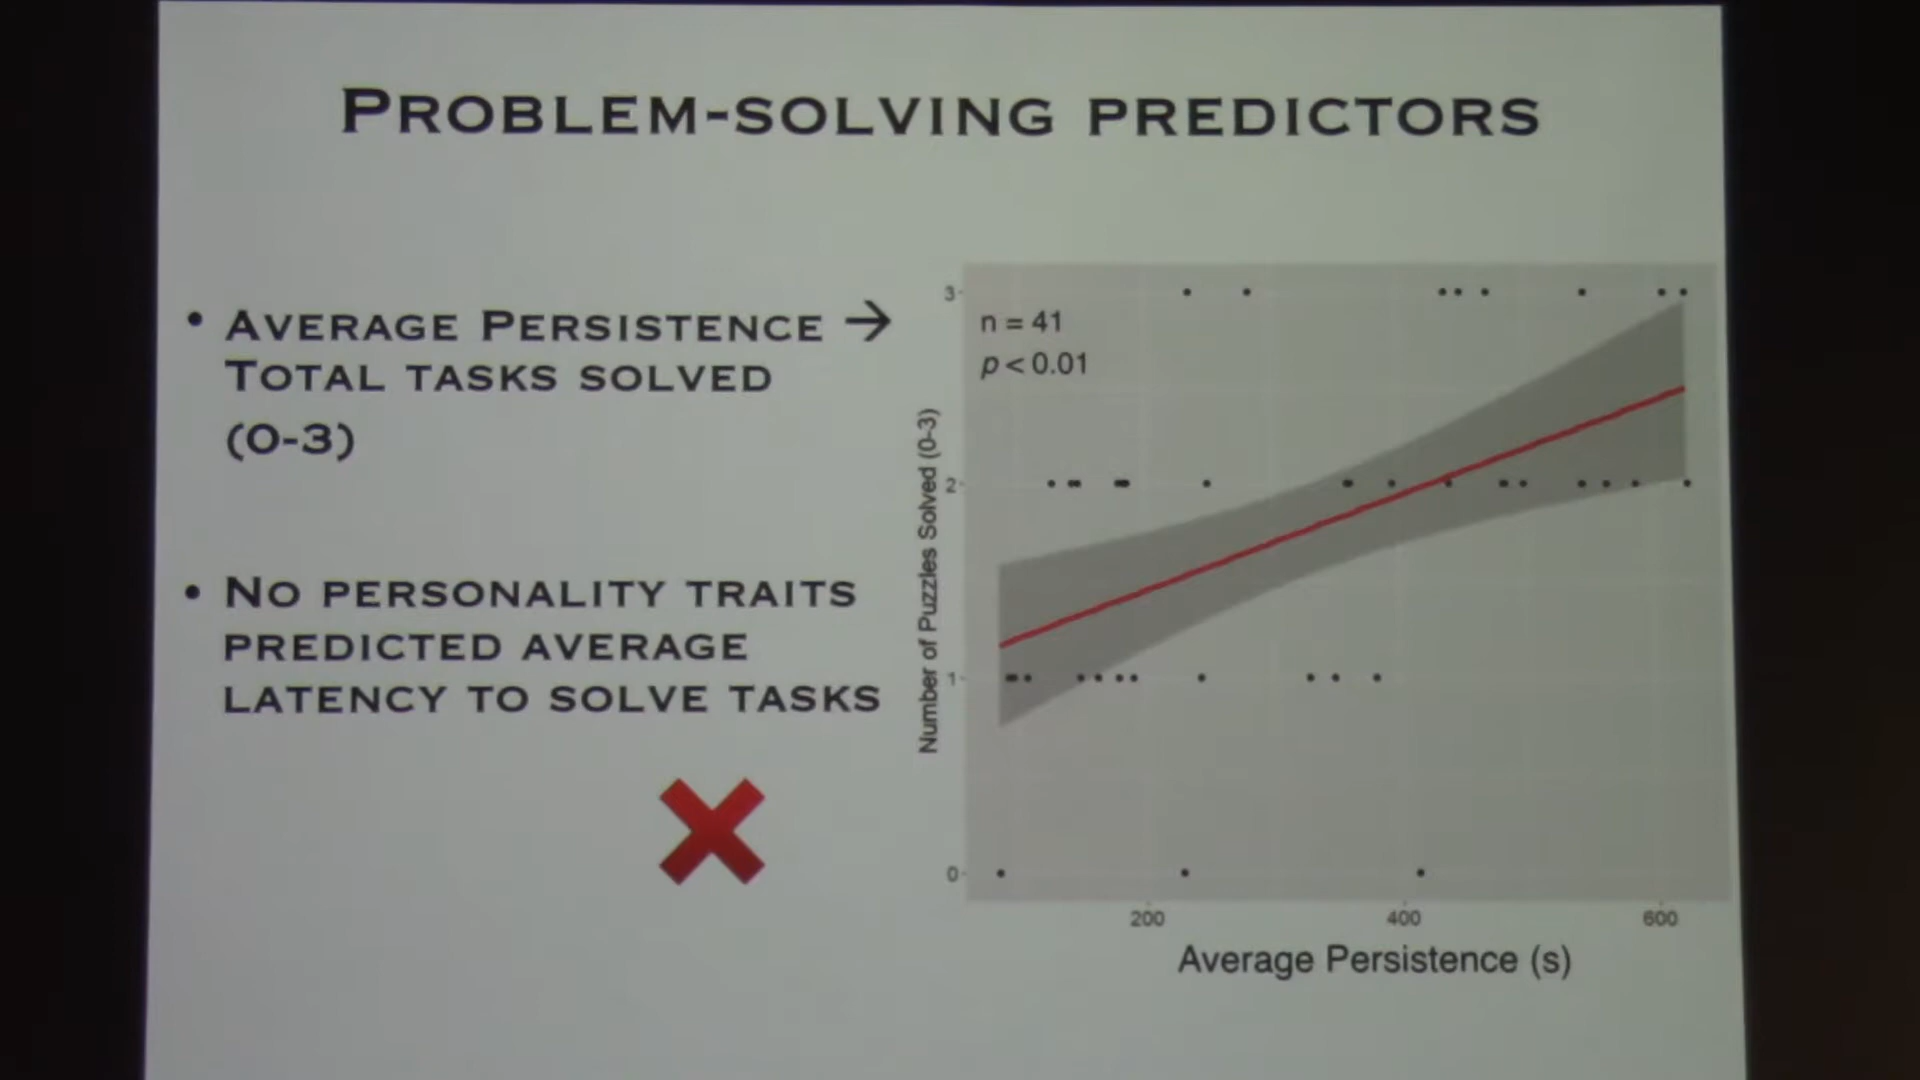 PROBLEM-SOLVING PREDICTORS
• AVERAGE PERSISTENCE →
TOTAL TASKS SOLVED
(0-3)
• NO PERSONALITY TRAITS
PREDICTED AVERAGE
LATENCY TO SOLVE TASKS
n = 41
p < 0.01
Number of Puzzles Solved (0-3)
3
2
1
0
200 400 600
Average Persistence (s)